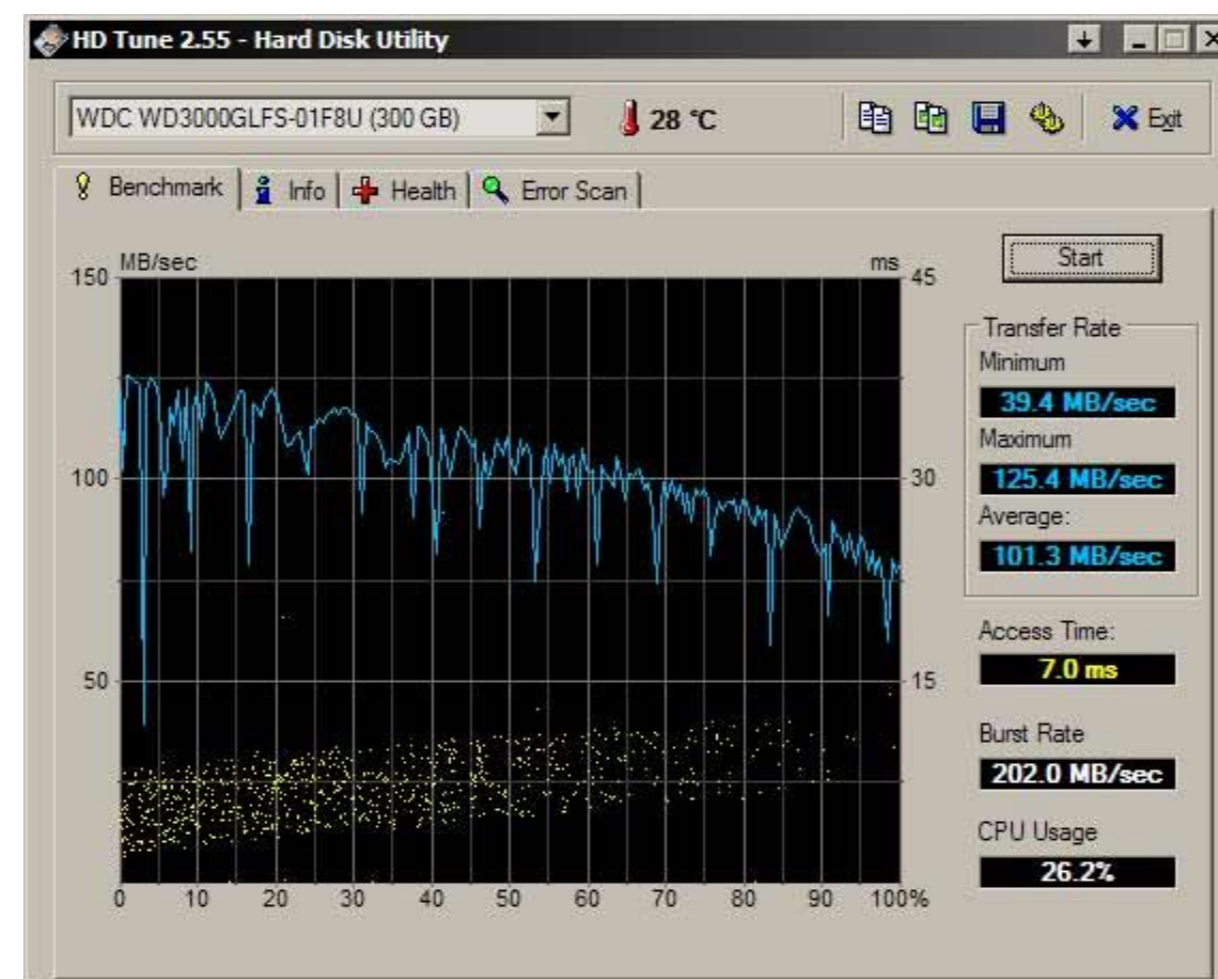 HD Tune 2.55 - Hard Disk Utility
WDC WD3000GLFS-01F8U (300 GB)
28 °C
Exit
Benchmark
Info
Health
Error Scan
Start
MB/sec
ms
150
100
50
45
30
15
0 10 20 30 40 50 60 70 80 90 100%
Transfer Rate
Minimum
39.4 MB/sec
Maximum
125.4 MB/sec
Average:
101.3 MB/sec
Access Time:
7.0 ms
Burst Rate
202.0 MB/sec
CPU Usage
26.2%